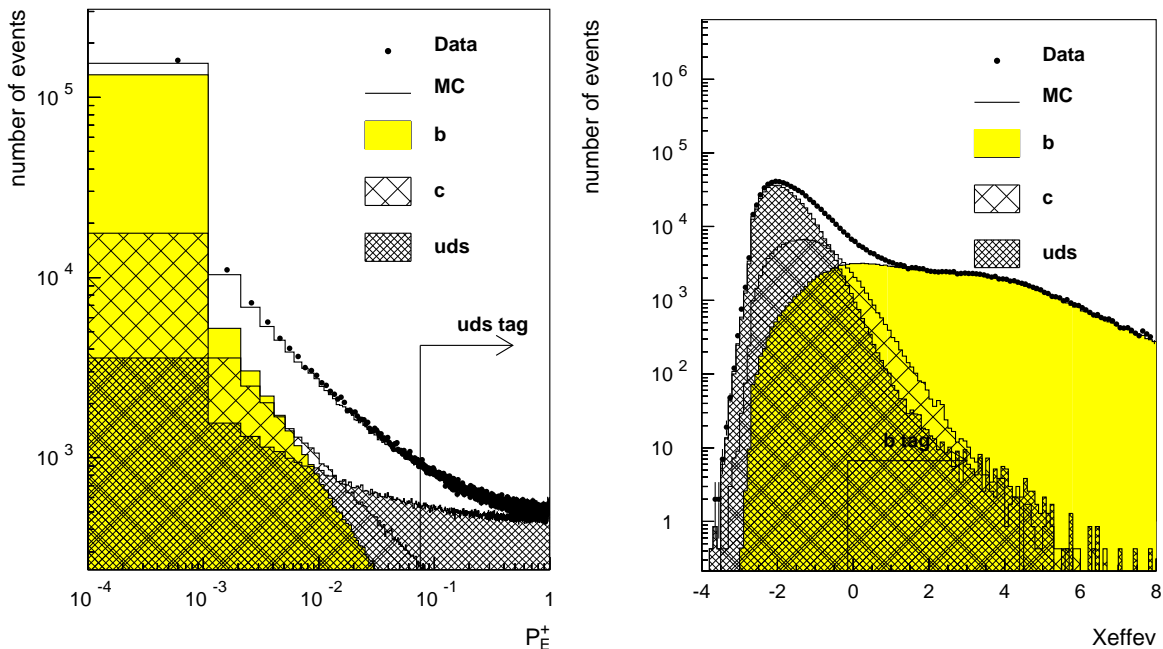 number of events
10^5
10^4
10^3
Data
MC
b
c
uds
uds tag
10^-4
10^-3
10^-2
10^-1
1
P_E^+
number of events
10^6
10^5
10^4
10^3
10^2
10
1
Data
MC
b
c
uds
b tag
-4
-2
0
2
4
6
8
Xeffev